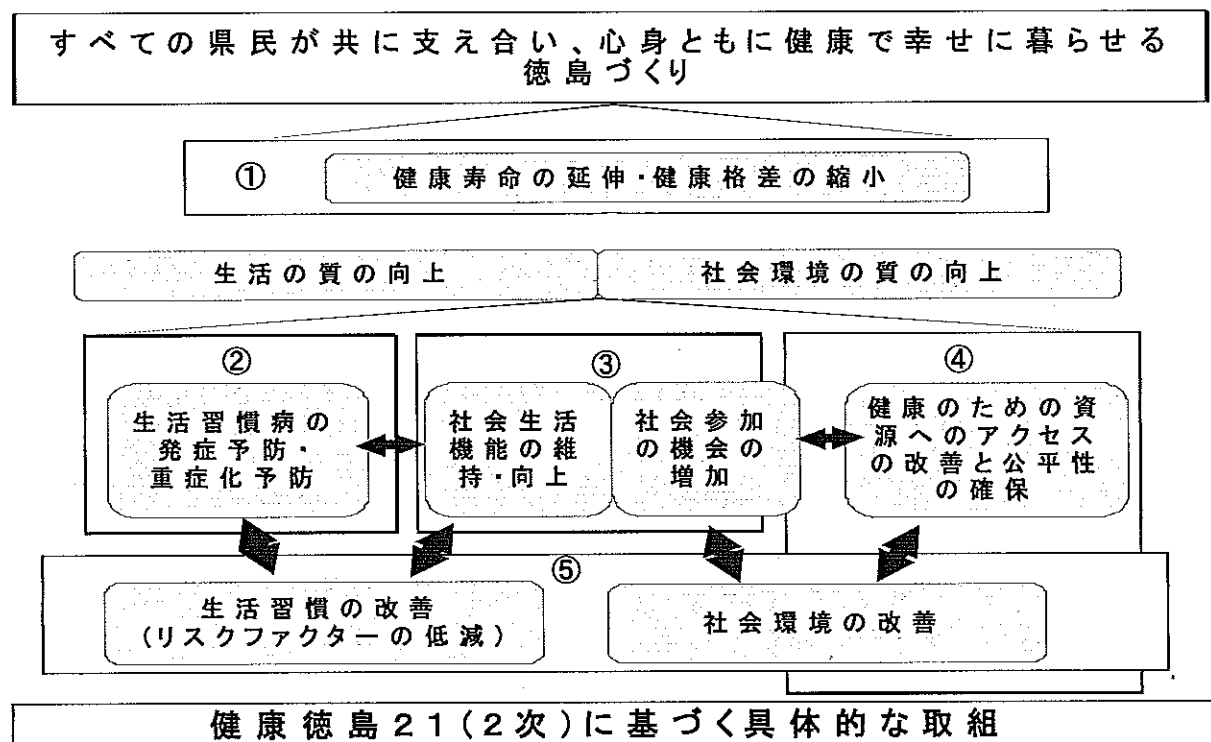 すべての県民が共に支え合い、心身ともに健康で幸せに暮らせる
徳島づくり
①
健康寿命の延伸・健康格差の縮小
生活の質の向上
社会環境の質の向上
②
生活習慣病の
発症予防・
重症化予防
③
社会生活
機能の維
持・向上
社会参加
の機会の
増加
④
健康のための資
源へのアクセス
の改善と公平性
の確保
⑤
生活習慣の改善
(リスクファクターの低減)
社会環境の改善
健康徳島21(2次)に基づく具体的な取組